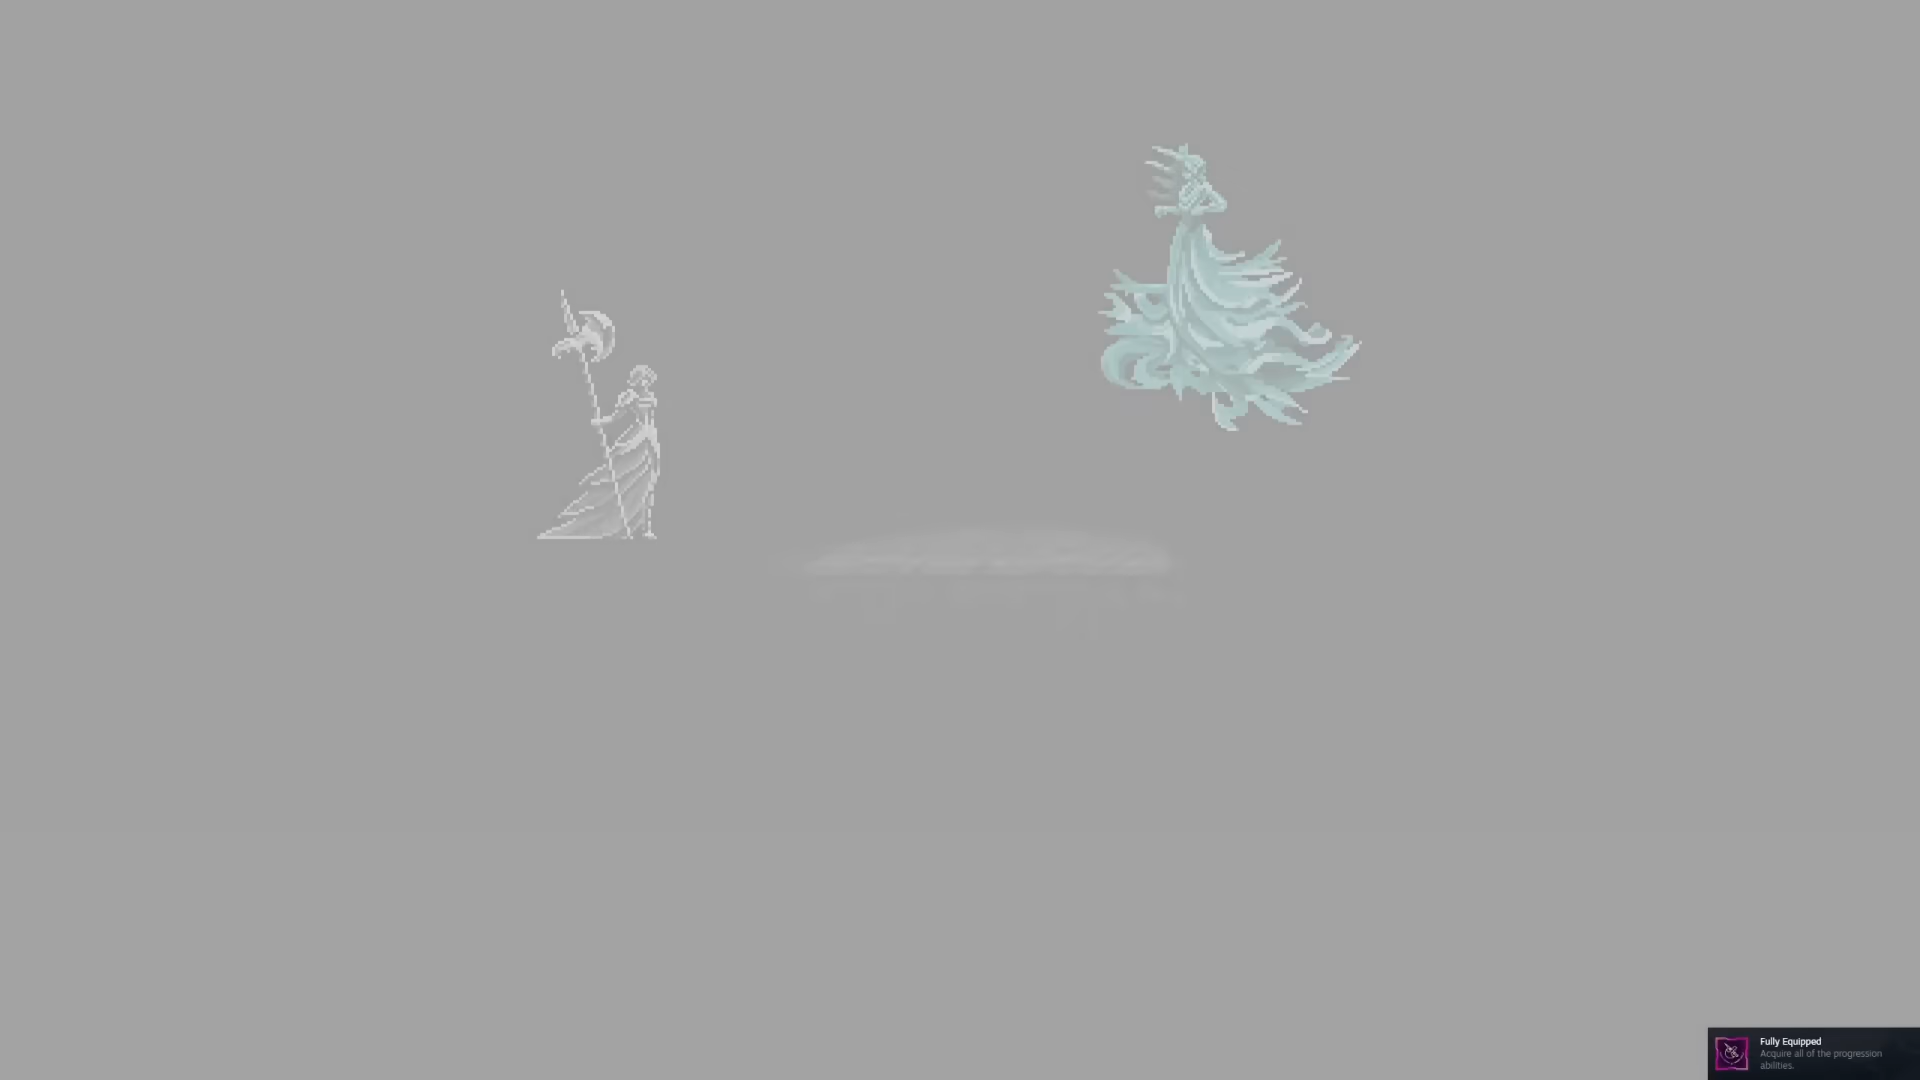 Fully Equipped
Acquire all of the progression
abilities.